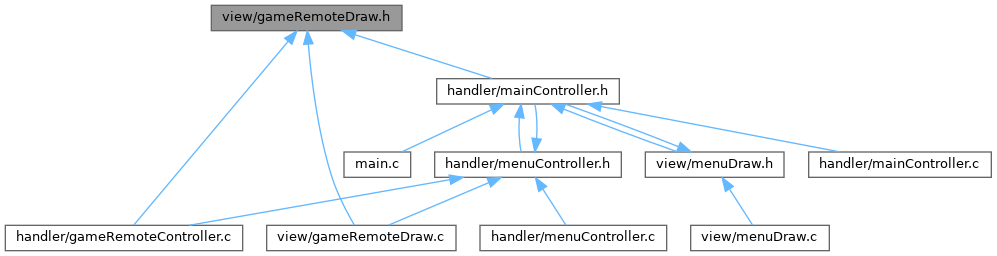 view/gameRemoteDraw.h
handler/mainController.h
main.c
handler/menuController.h
view/menuDraw.h
handler/mainController.c
handler/gameRemoteController.c
view/gameRemoteDraw.c
handler/menuController.c
view/menuDraw.c